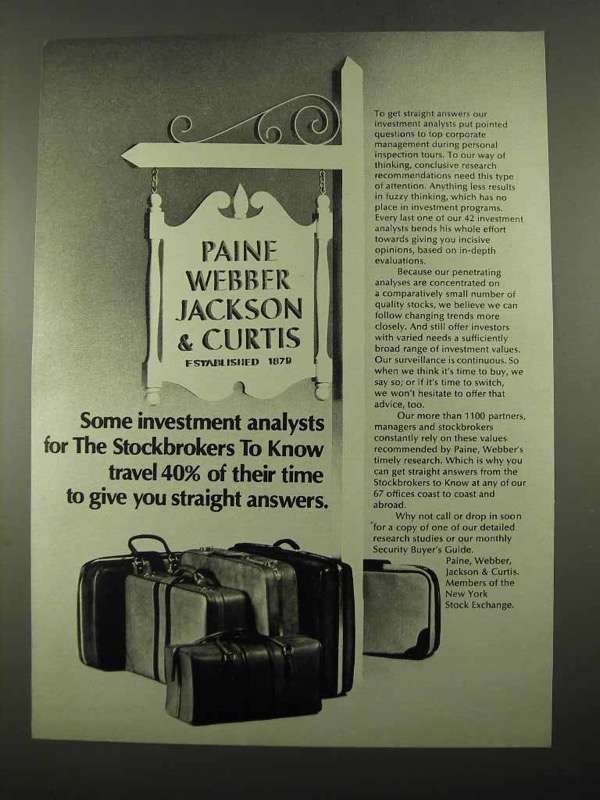 PAINE
WEBBER
JACKSON
& CURTIS
ESTABLISHED 1879
Some investment analysts
for The Stockbrokers To Know
travel 40% of their time
to give you straight answers.
To get straight answers our
investment analysts put pointed
questions to top corporate
management during personal
inspection tours. To our way of
thinking, conclusive research
recommendations need this type
of attention. Anything less results
in fuzzy thinking, which has no
place in investment programs.
Every last one of our 42 investment
analysts bends his whole effort
towards giving you incisive
opinions, based on in-depth
evaluations.
Because our penetrating
analyses are concentrated on
a comparatively small number of
quality stocks, we believe we can
follow changing trends more
closely. And still offer investors
with varied needs a sufficiently
broad range of investment values.
Our surveillance is continuous. So
when we think it's time to buy, we
say so; or if it's time to switch,
we won't hesitate to offer that
advice, too.
Our more than 1100 partners,
managers and stockbrokers
constantly rely on these values
recommended by Paine, Webber's
timely research. Which is why you
can get straight answers from the
Stockbrokers to Know at any of our
67 offices coast to coast and
abroad.
Why not call or drop in soon
for a copy of one of our detailed
research studies or our monthly
Security Buyer's Guide.
Paine, Webber,
Jackson & Curtis.
Members of the
New York
Stock Exchange.